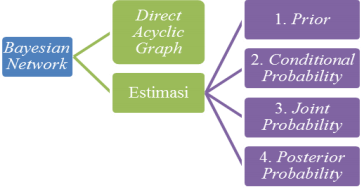 Bayesian
Network
Direct
Acyclic
Graph
Estimasi
1. Prior
2. Conditional
Probability
3. Joint
Probability
4. Posterior
Probability